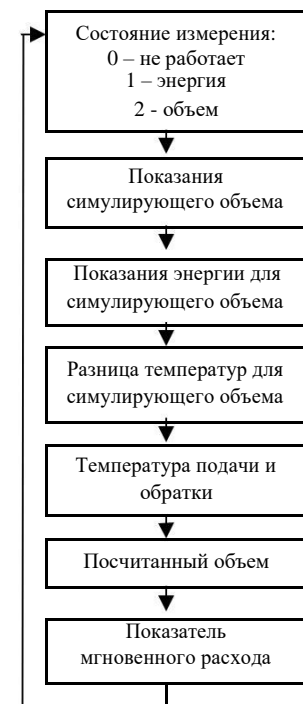 Состояние измерения:
0 – не работает
1 – энергия
2 - объем
Показания
симулирующего объема
Показания энергии для
симулирующего объема
Разница температур для
симулирующего объема
Температура подачи и
обратки
Посчитанный объем
Показатель
мгновенного расхода